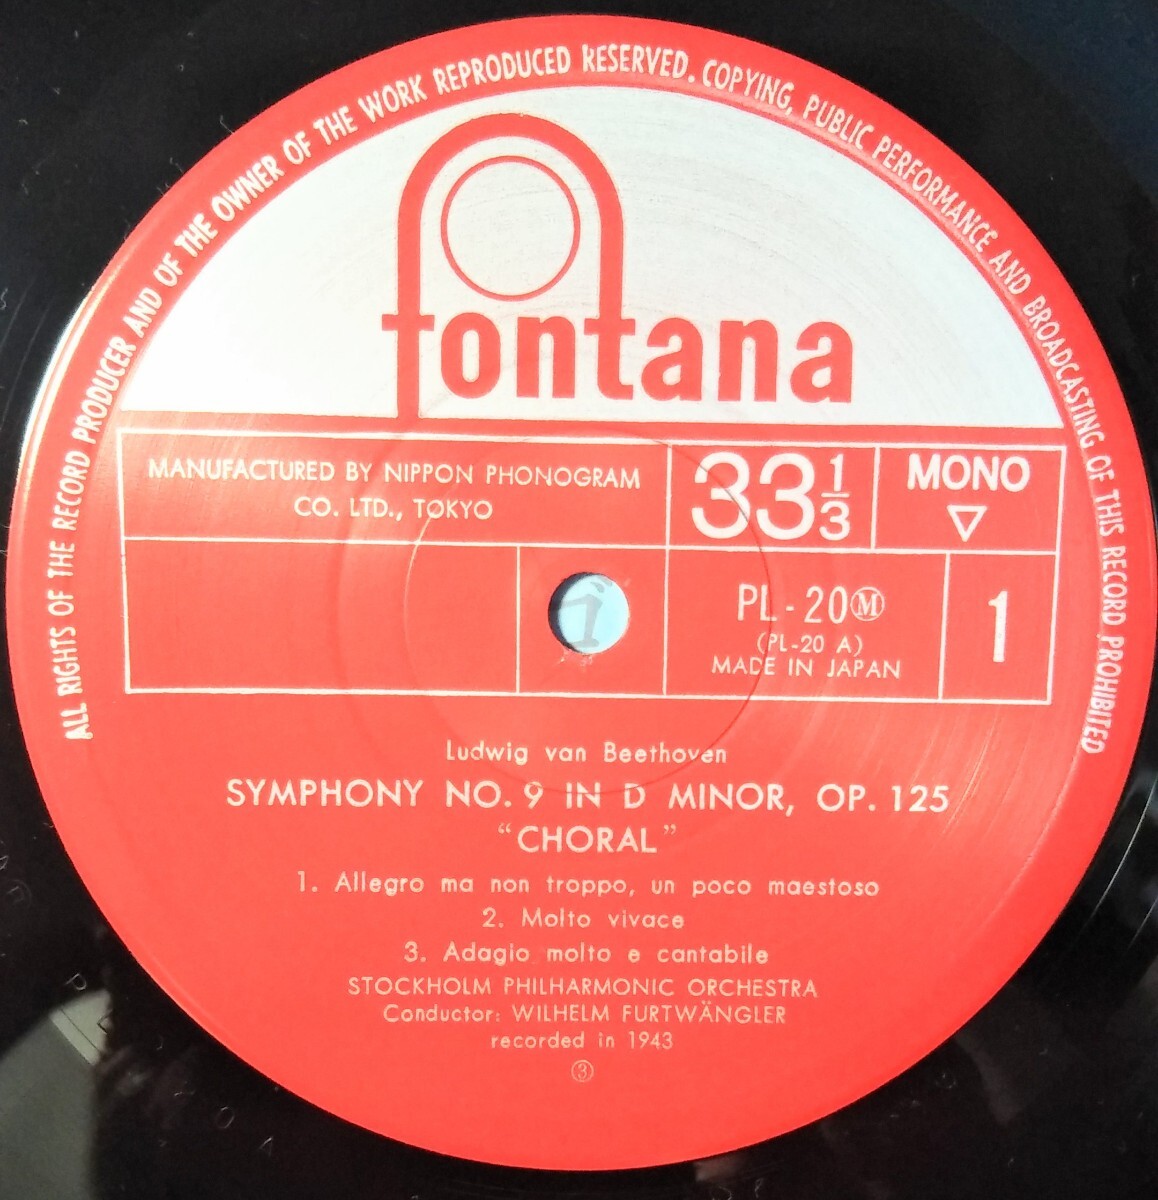 ALL RIGHTS OF THE RECORD PRODUCER AND OF THE OWNER OF THE WORK REPRODUCED RESERVED. COPYING, PUBLIC PERFORMANCE AND BROADCASTING OF THIS RECORD PROHIBITED
fontana
MANUFACTURED BY NIPPON PHONOGRAM
CO. LTD., TOKYO
33 1/3
MONO
▽
PL-20Ⓜ
(PL-20 A)
MADE IN JAPAN
1
Ludwig van Beethoven
SYMPHONY NO. 9 IN D MINOR, OP. 125
“CHORAL”
1. Allegro ma non troppo, un poco maestoso
2. Molto vivace
3. Adagio molto e cantabile
STOCKHOLM PHILHARMONIC ORCHESTRA
Conductor: WILHELM FURTWÄNGLER
recorded in 1943
③